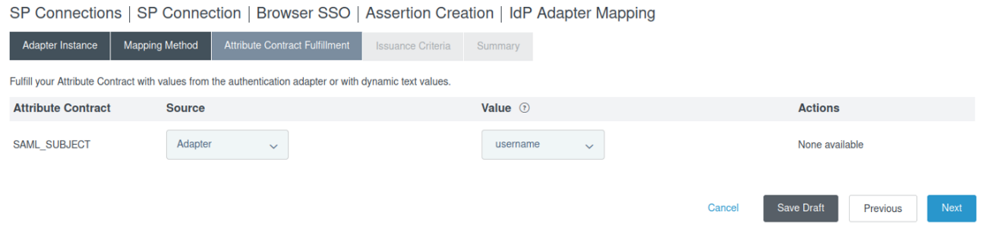 SP Connections | SP Connection | Browser SSO | Assertion Creation | IdP Adapter Mapping
Adapter Instance Mapping Method Attribute Contract Fulfillment Issuance Criteria Summary
Fulfill your Attribute Contract with values from the authentication adapter or with dynamic text values.
Attribute Contract Source Value ? Actions
SAML_SUBJECT Adapter username None available
Cancel Save Draft Previous Next